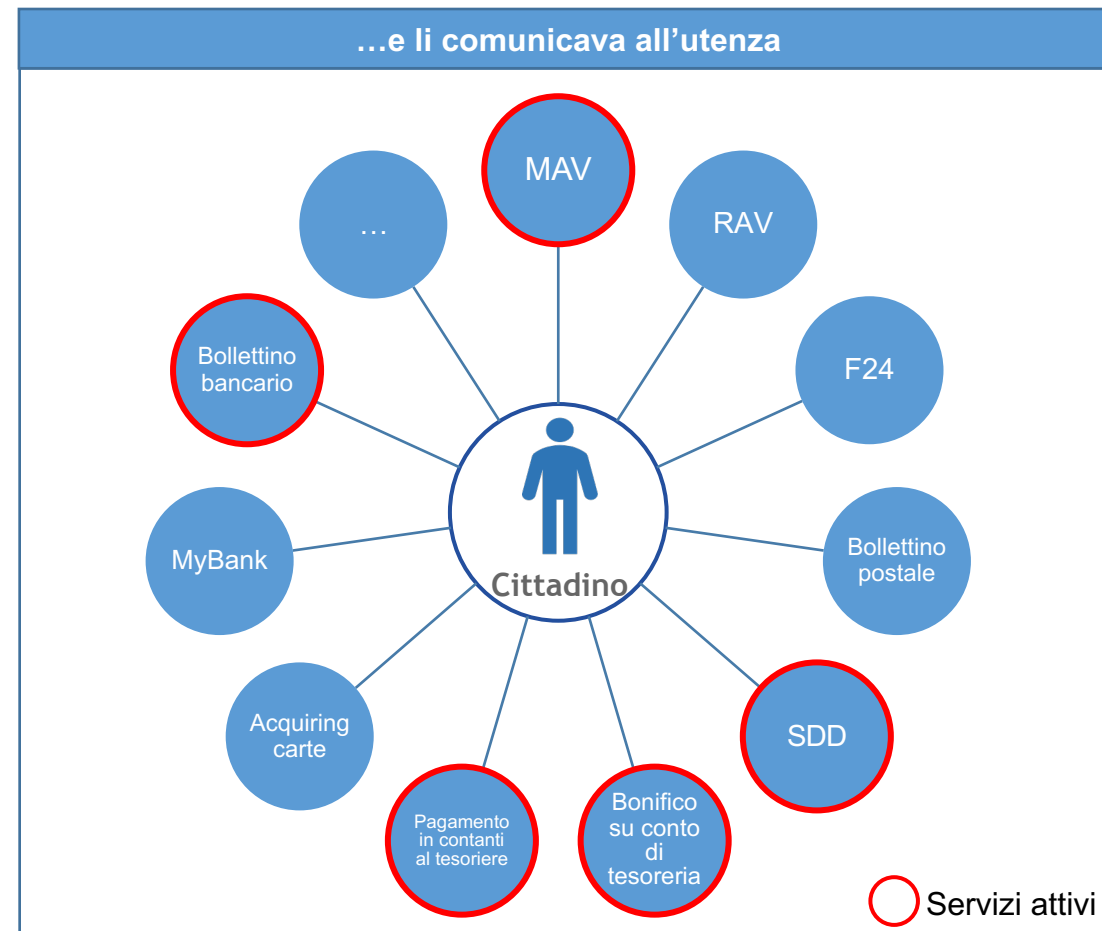 …e li comunicava all’utenza
MAV
RAV
…
F24
Bollettino
bancario
MyBank
Bollettino
postale
Cittadino
Acquiring
carte
SDD
Pagamento
in contanti
al tesoriere
Bonifico
su conto
di
tesoreria
Servizi attivi